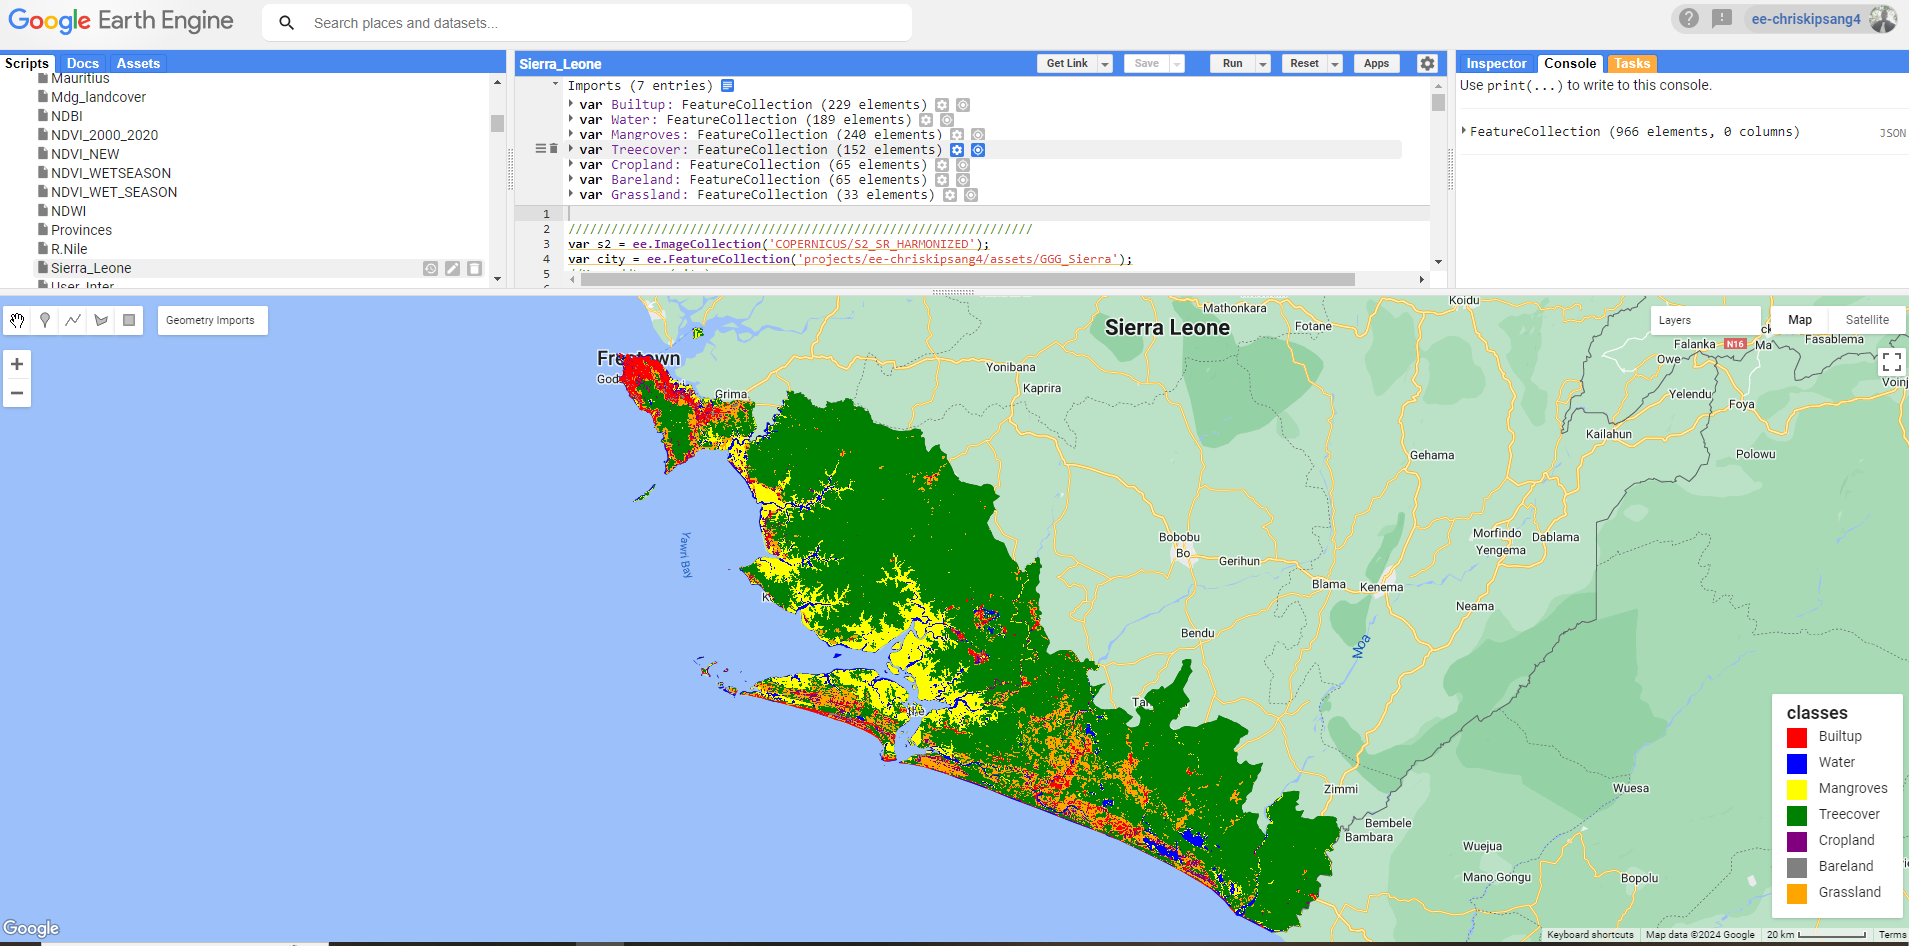 Google Earth Engine
Search places and datasets...
ee-chriskipsang4
Scripts Docs Assets
Mauritius
Mdg_landcover
NDBI
NDVI_2000_2020
NDVI_NEW
NDVI_WETSEASON
NDVI_WET_SEASON
NDWI
Provinces
R.Nile
Sierra_Leone
User_Inter
Sierra_Leone
Get Link Save Run Reset Apps
Imports (7 entries)
var Builtup: FeatureCollection (229 elements)
var Water: FeatureCollection (189 elements)
var Mangroves: FeatureCollection (240 elements)
var Treecover: FeatureCollection (152 elements)
var Cropland: FeatureCollection (65 elements)
var Bareland: FeatureCollection (65 elements)
var Grassland: FeatureCollection (33 elements)
1
2 //////////////////////////////////////////////////////////////////
3 var s2 = ee.ImageCollection('COPERNICUS/S2_SR_HARMONIZED');
4 var city = ee.FeatureCollection('projects/ee-chriskipsang4/assets/GGG_Sierra');
5
Inspector Console Tasks
Use print(...) to write to this console.
FeatureCollection (966 elements, 0 columns)
JSON
Geometry Imports
Layers
Map Satellite
Sierra Leone
Freetown
God
Grima
Mathonkara
Fotane
Koidu
Yonibana
Kaprira
Falanka
N16
Ma
Fasablema
Owe
Yelendu
Foya
Voinj
Kailahun
Polowu
Gehama
Yawri Bay
Bobobu
Bo
Gerihun
Morfindo
Dablama
Yengema
Blama
Kenema
Neama
Bendu
Moa
Ta
Zimmi
Wuesa
Bembele
Bambara
Wuejua
Mano Gongu
Bopolu
classes
Builtup
Water
Mangroves
Treecover
Cropland
Bareland
Grassland
Google
Keyboard shortcuts
Map data ©2024 Google
20 km
Terms